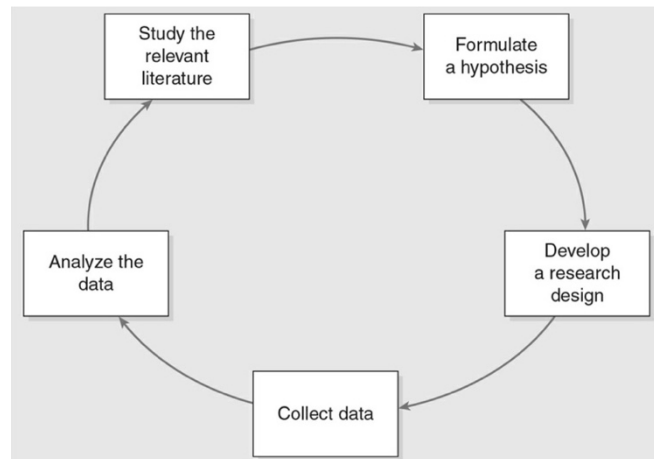 Study the
relevant
literature
Formulate
a hypothesis
Develop
a research
design
Collect data
Analyze the
data